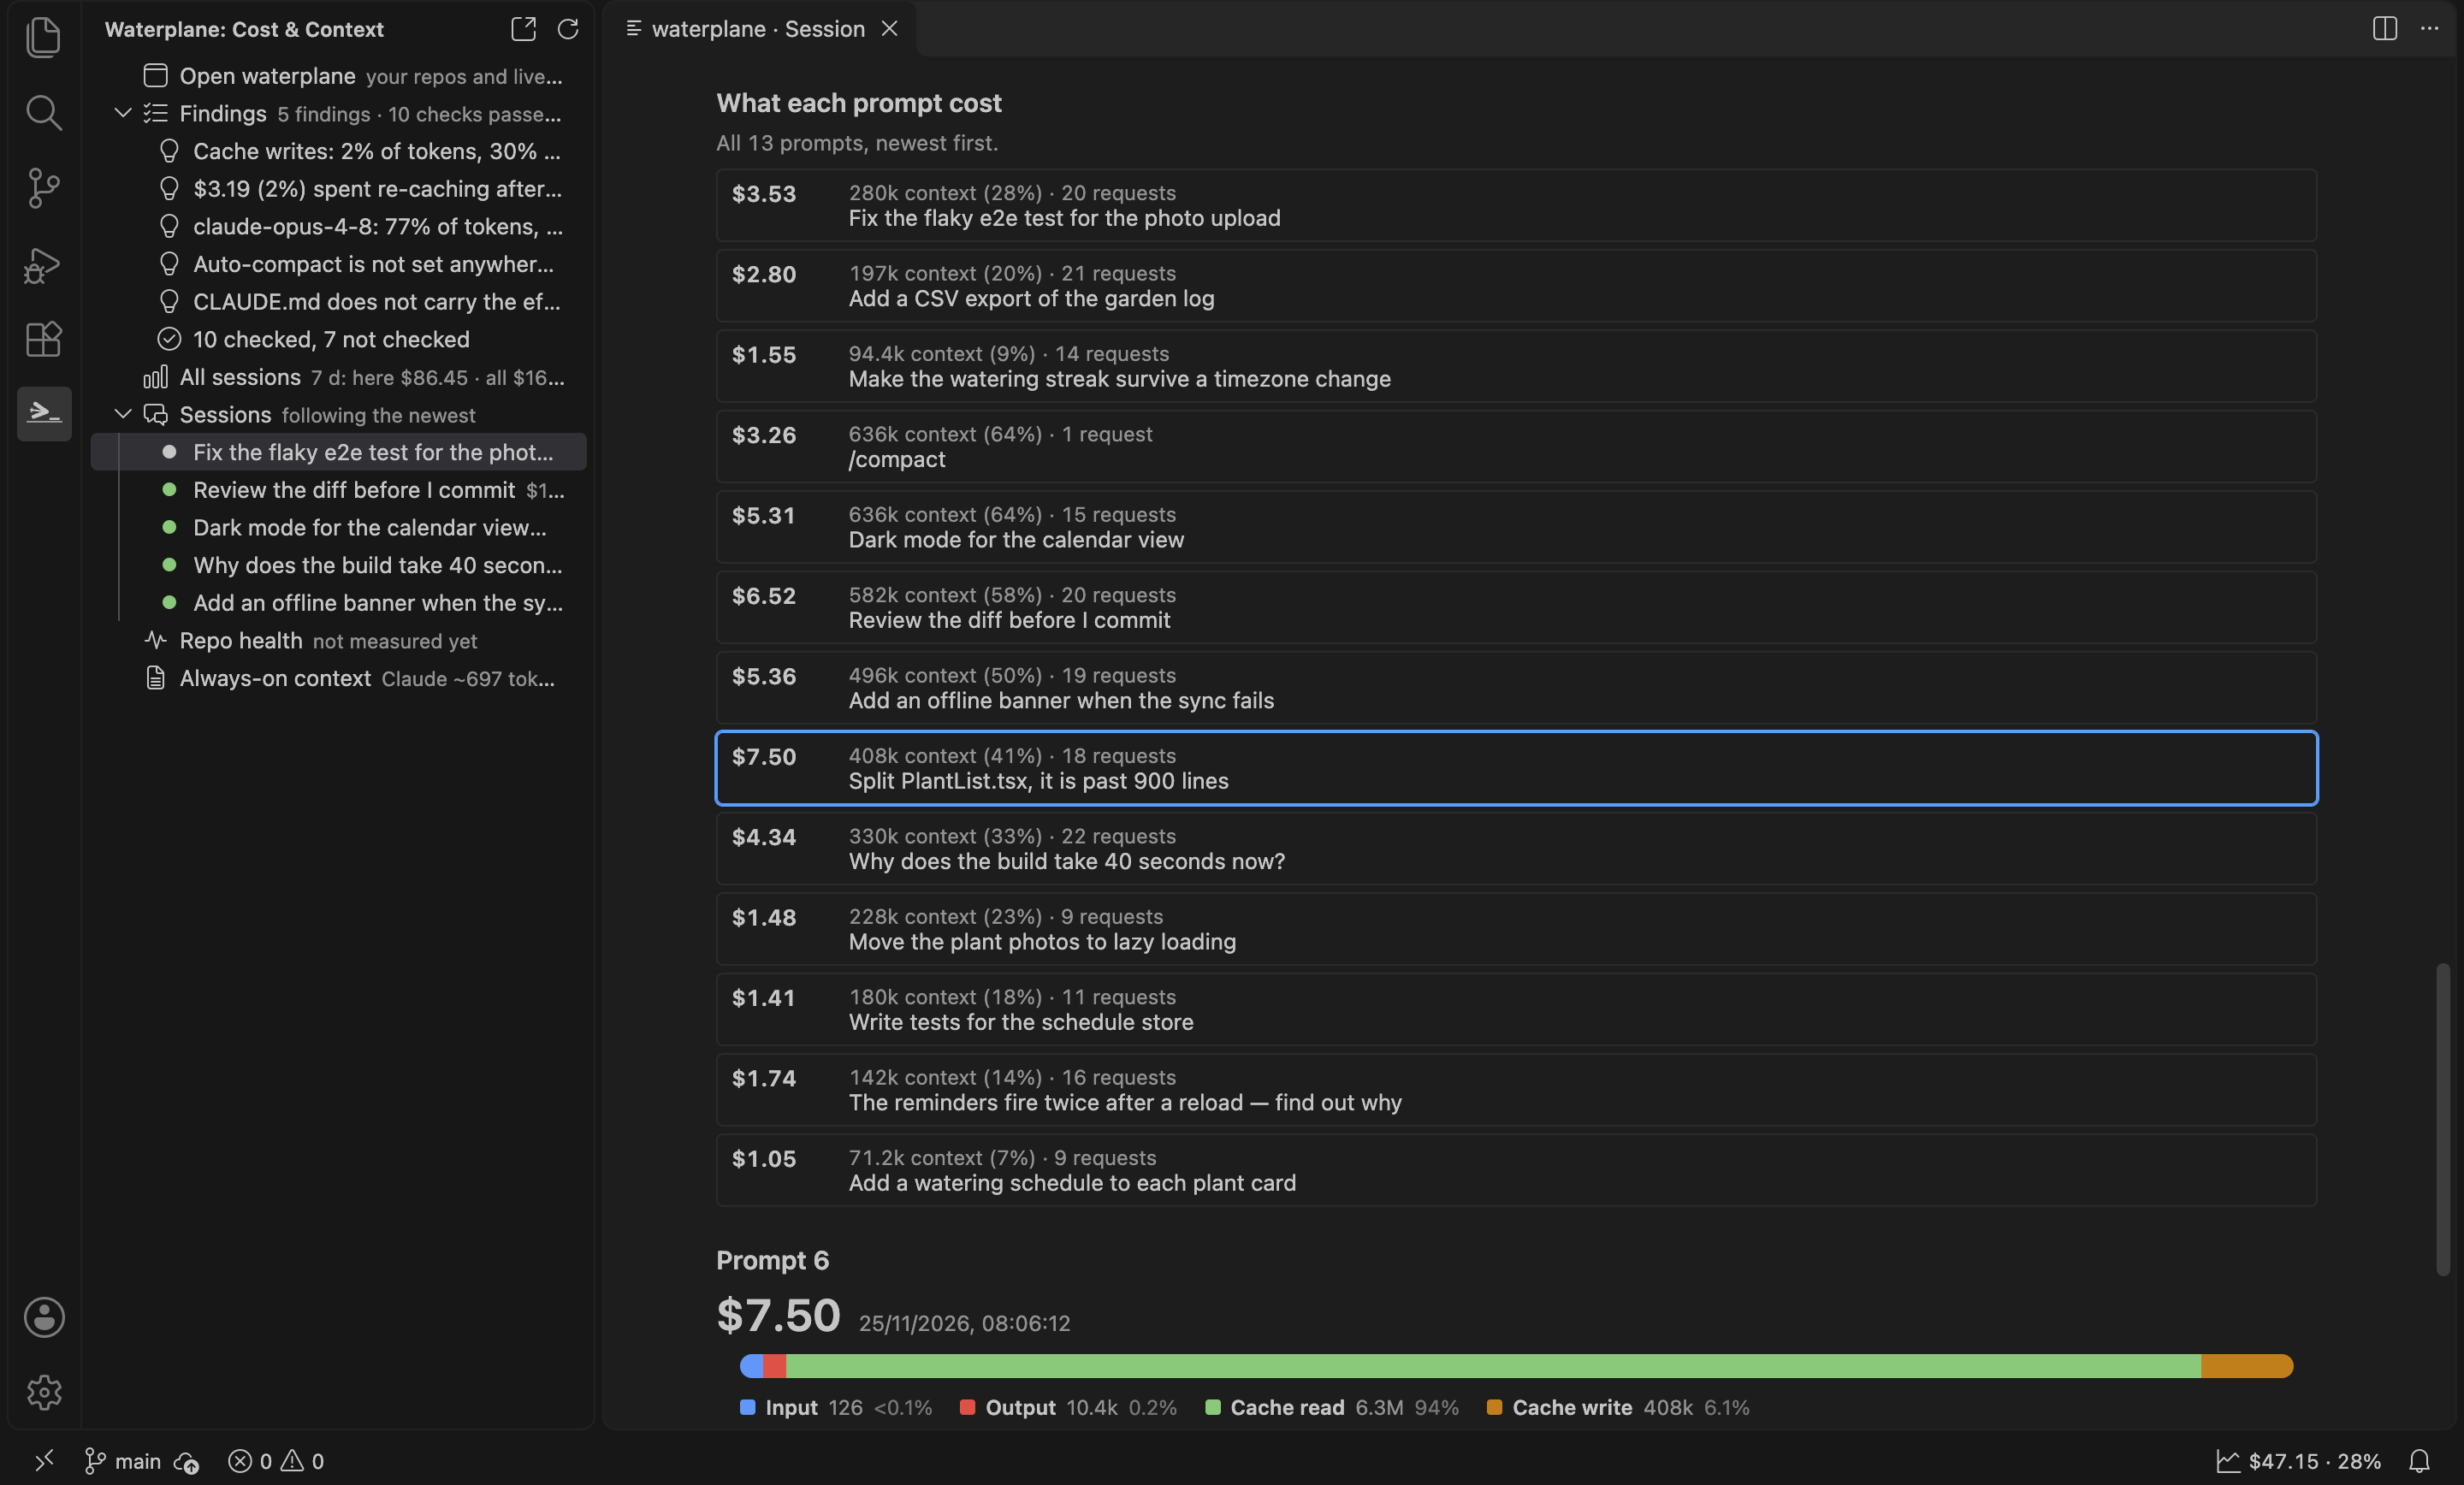 Waterplane: Cost & Context
Open waterplane your repos and live...
Findings 5 findings · 10 checks passe...
Cache writes: 2% of tokens, 30% ...
$3.19 (2%) spent re-caching after...
claude-opus-4-8: 77% of tokens, ...
Auto-compact is not set anywher...
CLAUDE.md does not carry the ef...
10 checked, 7 not checked
All sessions 7 d: here $86.45 · all $16...
Sessions following the newest
Fix the flaky e2e test for the phot...
Review the diff before I commit $1...
Dark mode for the calendar view...
Why does the build take 40 secon...
Add an offline banner when the sy...
Repo health not measured yet
Always-on context Claude ~697 tok...
waterplane · Session
What each prompt cost
All 13 prompts, newest first.
$3.53 280k context (28%) · 20 requests
Fix the flaky e2e test for the photo upload
$2.80 197k context (20%) · 21 requests
Add a CSV export of the garden log
$1.55 94.4k context (9%) · 14 requests
Make the watering streak survive a timezone change
$3.26 636k context (64%) · 1 request
/compact
$5.31 636k context (64%) · 15 requests
Dark mode for the calendar view
$6.52 582k context (58%) · 20 requests
Review the diff before I commit
$5.36 496k context (50%) · 19 requests
Add an offline banner when the sync fails
$7.50 408k context (41%) · 18 requests
Split PlantList.tsx, it is past 900 lines
$4.34 330k context (33%) · 22 requests
Why does the build take 40 seconds now?
$1.48 228k context (23%) · 9 requests
Move the plant photos to lazy loading
$1.41 180k context (18%) · 11 requests
Write tests for the schedule store
$1.74 142k context (14%) · 16 requests
The reminders fire twice after a reload — find out why
$1.05 71.2k context (7%) · 9 requests
Add a watering schedule to each plant card
Prompt 6
$7.50 25/11/2026, 08:06:12
Input 126 <0.1% Output 10.4k 0.2% Cache read 6.3M 94% Cache write 408k 6.1%
main 0 0
$47.15 · 28%